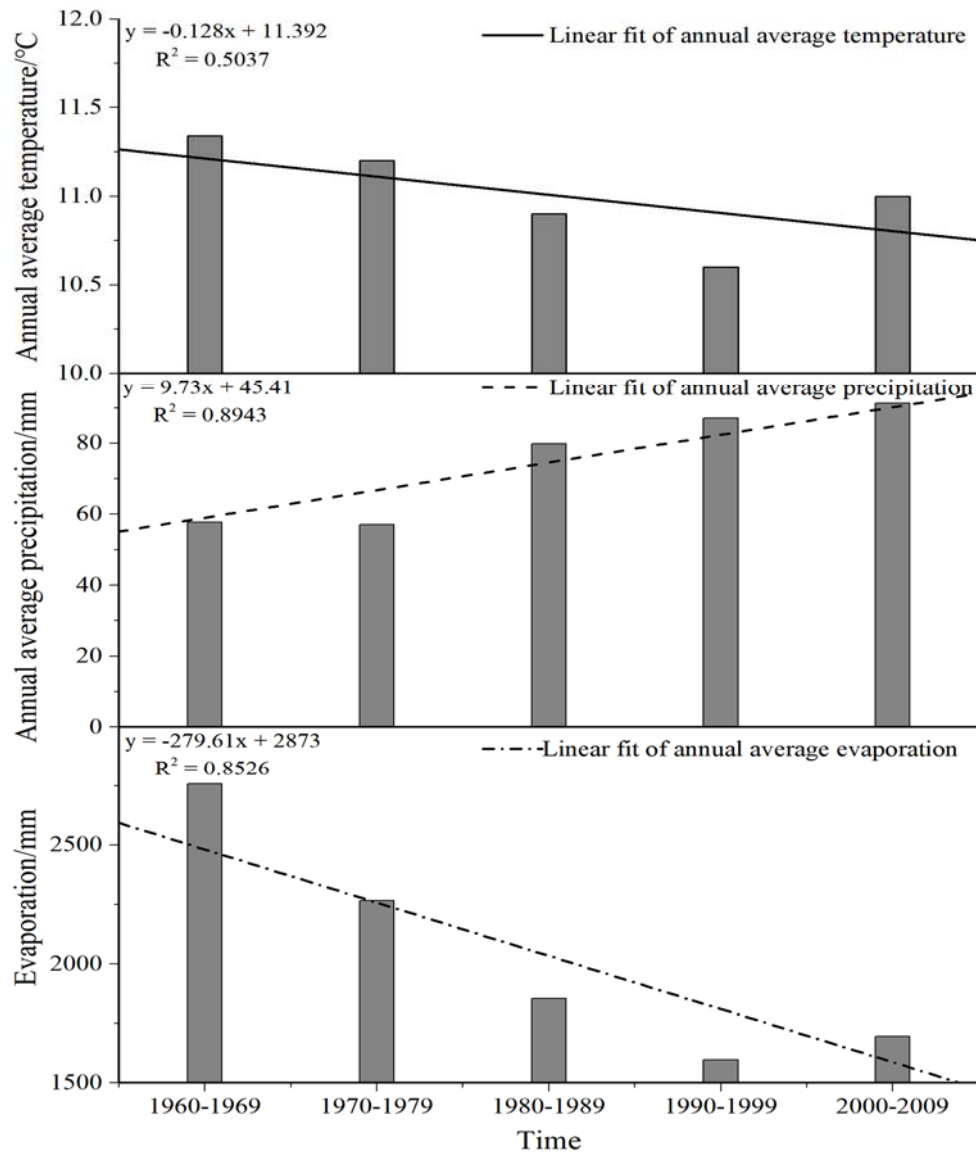 12.0
y = -0.128x + 11.392
R² = 0.5037
Linear fit of annual average temperature
11.5
11.0
10.5
10.0
Annual average temperature/°C
y = 9.73x + 45.41
R² = 0.8943
Linear fit of annual average precipitation
80
60
40
20
0
Annual average precipitation/mm
y = -279.61x + 2873
R² = 0.8526
Linear fit of annual average evaporation
2500
2000
1500
Evaporation/mm
1960-1969 1970-1979 1980-1989 1990-1999 2000-2009
Time